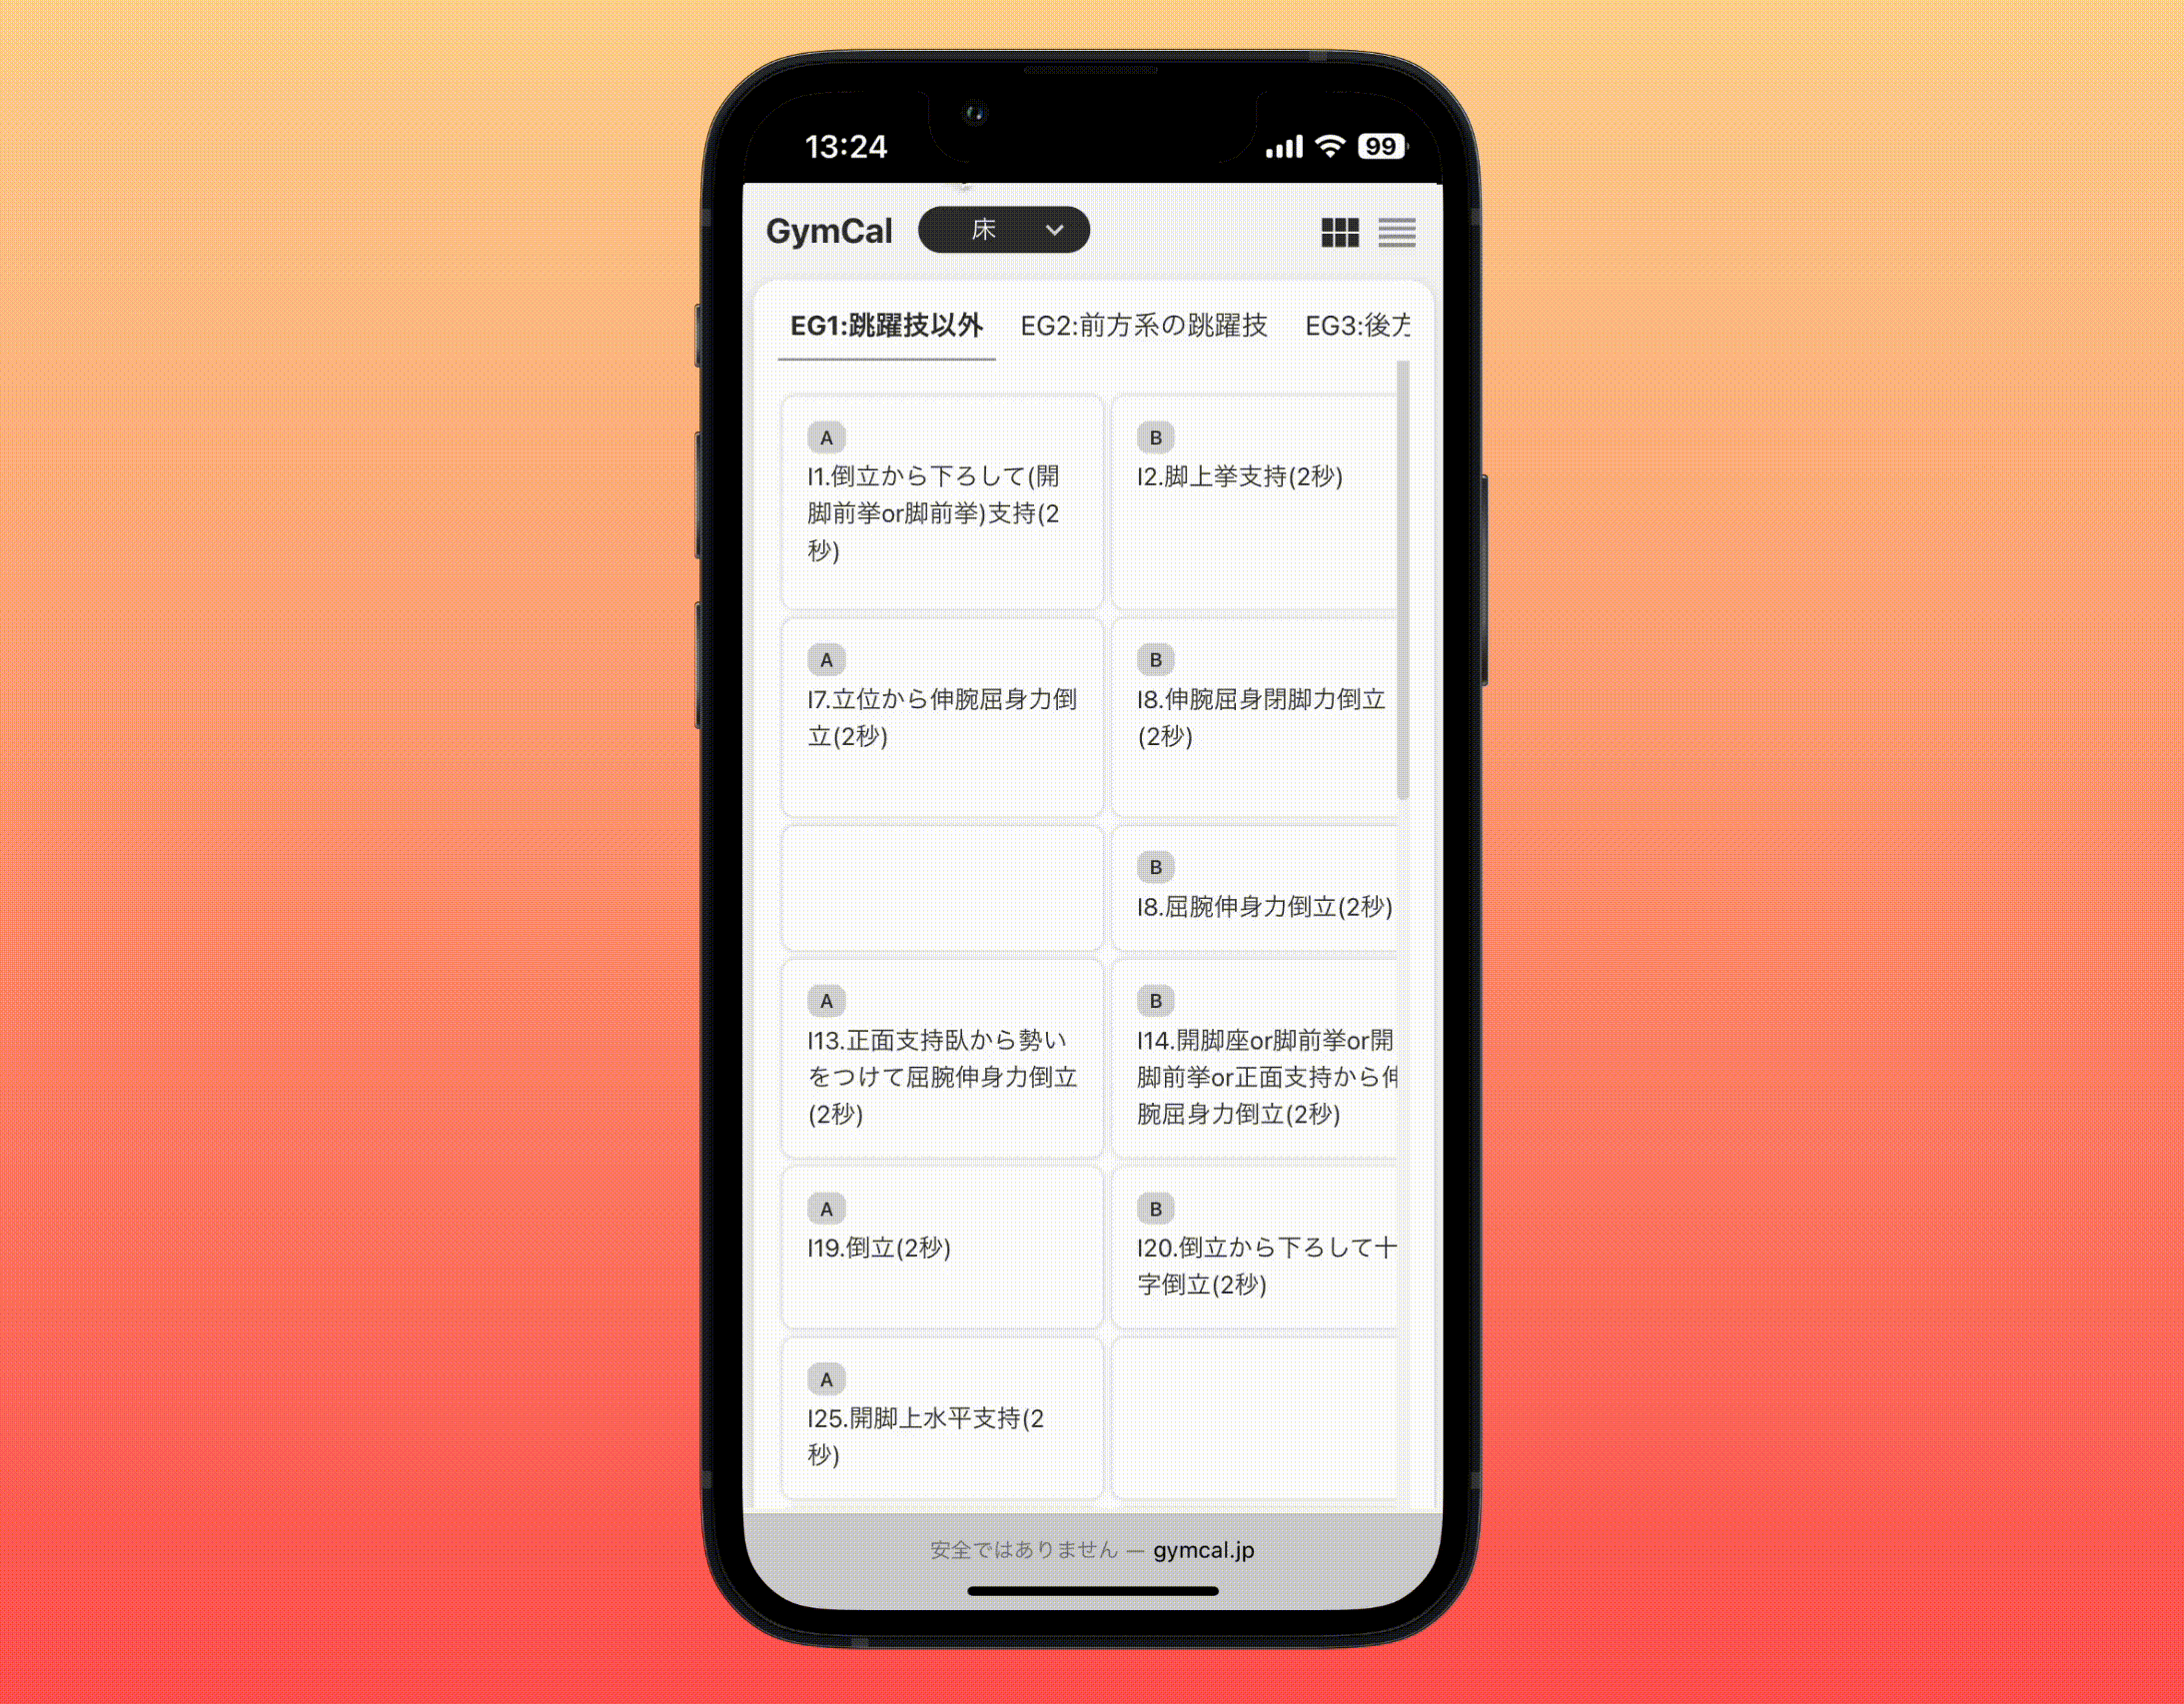 13:24
99
GymCal
床
EG1:跳躍技以外
EG2:前方系の跳躍技
EG3:後方
A
I1.倒立から下ろして(開
脚前挙or脚前挙)支持(2
秒)
B
I2.脚上挙支持(2秒)
A
I7.立位から伸腕屈身力倒
立(2秒)
B
I8.伸腕屈身閉脚力倒立
(2秒)
B
I8.屈腕伸身力倒立(2秒)
A
I13.正面支持臥から勢い
をつけて屈腕伸身力倒立
(2秒)
B
I14.開脚座or脚前挙or開
脚前挙or正面支持から伸
腕屈身力倒立(2秒)
A
I19.倒立(2秒)
B
I20.倒立から下ろして十
字倒立(2秒)
A
I25.開脚上水平支持(2
秒)
安全ではありません — gymcal.jp